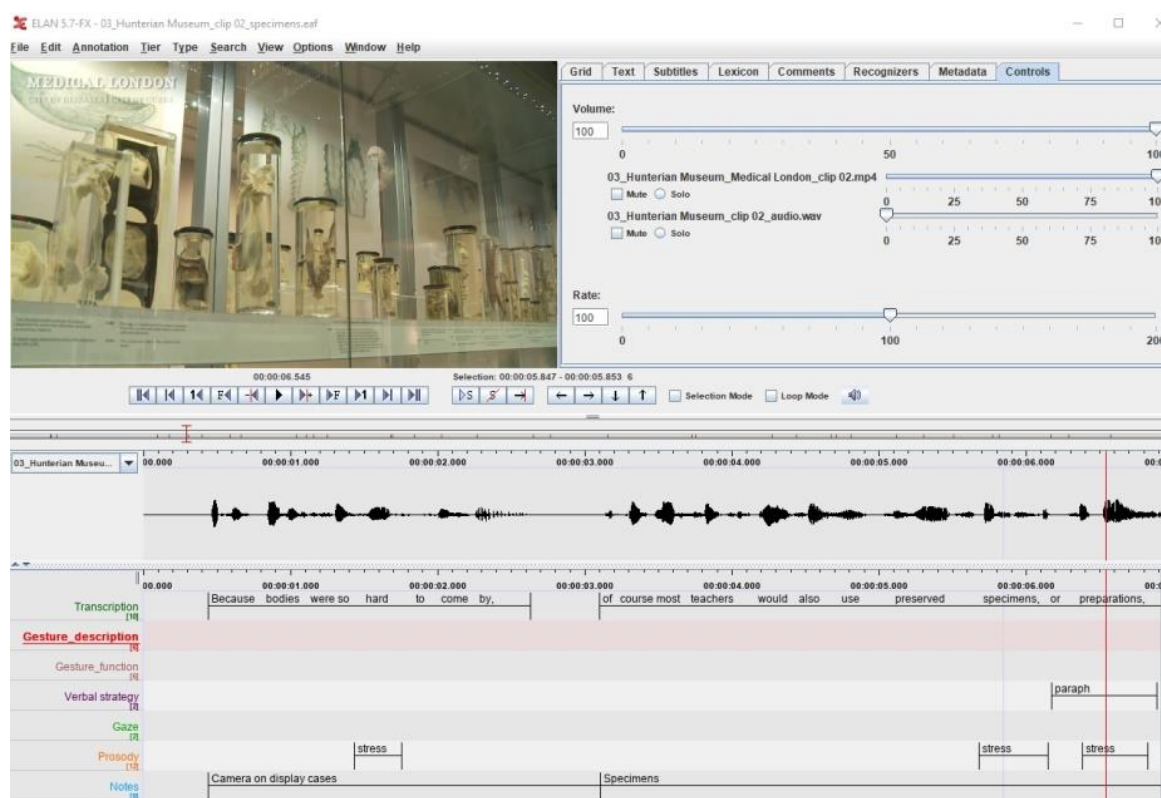 ELAN 5.7-FX - 03_Hunterian Museum_clip 02_specimens.eaf
File Edit Annotation Tier Type Search View Options Window Help
MEDICAL LONDON
Grid Text Subtitles Lexicon Comments Recognizers Metadata Controls
Volume:
100
0 50 100
03_Hunterian Museum_Medical London_clip 02.mp4
Mute Solo
0 25 50 75 10
03_Hunterian Museum_clip 02_audio.wav
Mute Solo
0 25 50 75 10
Rate:
100
0 100 200
00:00:06.545
Selection: 00:00:05.847 - 00:00:05.853 6
Selection Mode Loop Mode
03_Hunterian Museu...
00.000 00:00:01.000 00:00:02.000 00:00:03.000 00:00:04.000 00:00:05.000 00:00:06.000 00:0
00.000 00:00:01.000 00:00:02.000 00:00:03.000 00:00:04.000 00:00:05.000 00:00:06.000 00:0
Transcription
Because bodies were so hard to come by, of course most teachers would also use preserved specimens, or preparations,
Gesture_description
Gesture_function
Verbal strategy
paraph
Gaze
Prosody
stress stress stress
Notes
Camera on display cases Specimens